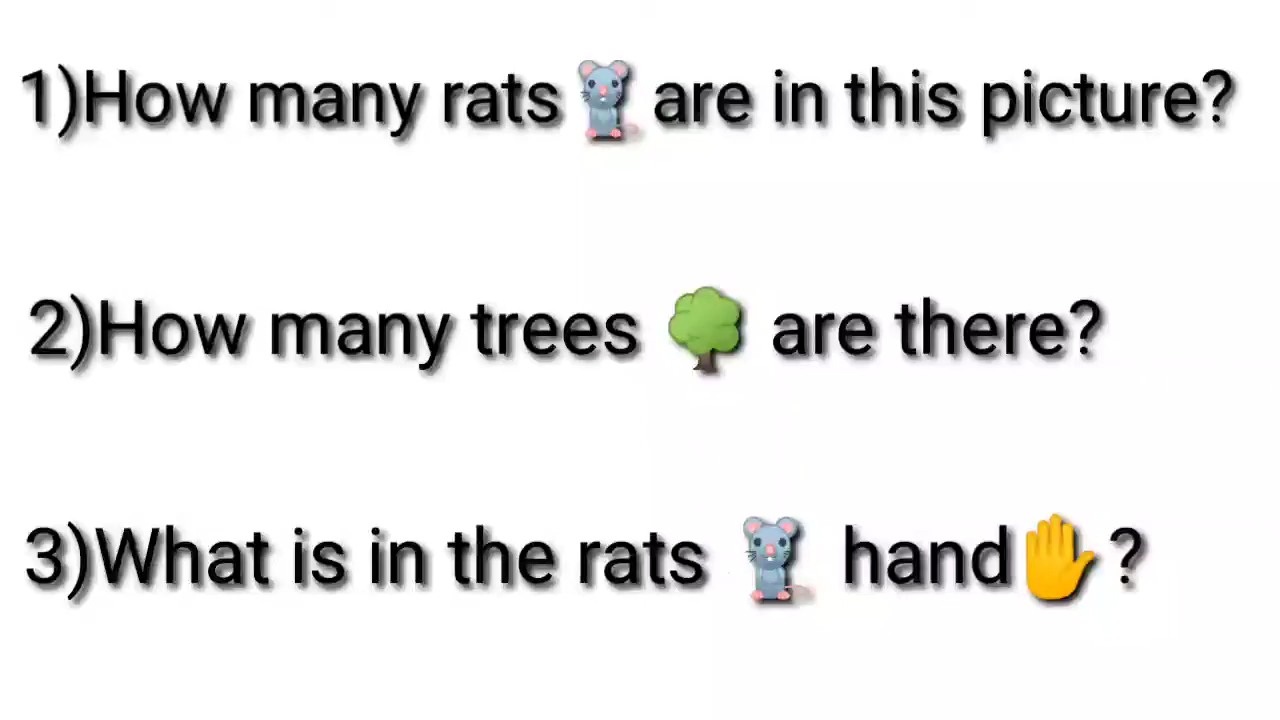 1)How many rats🐀are in this picture?
2)How many trees 🌳 are there?
3)What is in the rats 🐀 hand✋?